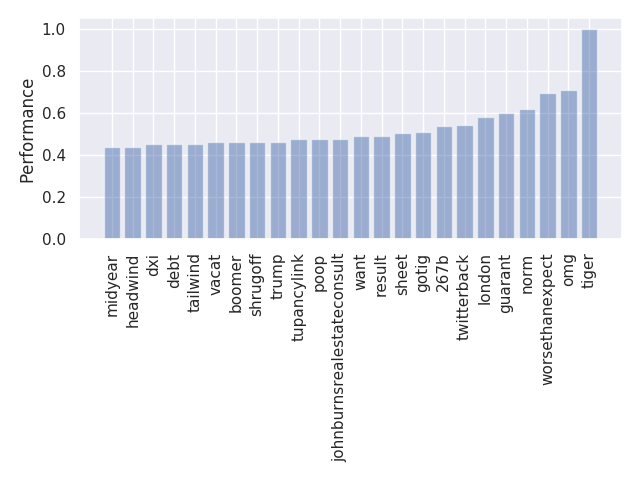 1.0
0.8
0.6
0.4
0.2
0.0
Performance
midyear
headwind
dxi
debt
tailwind
vacat
boomer
shrugoff
trump
tupancylink
poop
johnburnsrealestateconsult
want
result
sheet
gotig
267b
twitterback
london
guarant
norm
worsethanexpect
omg
tiger